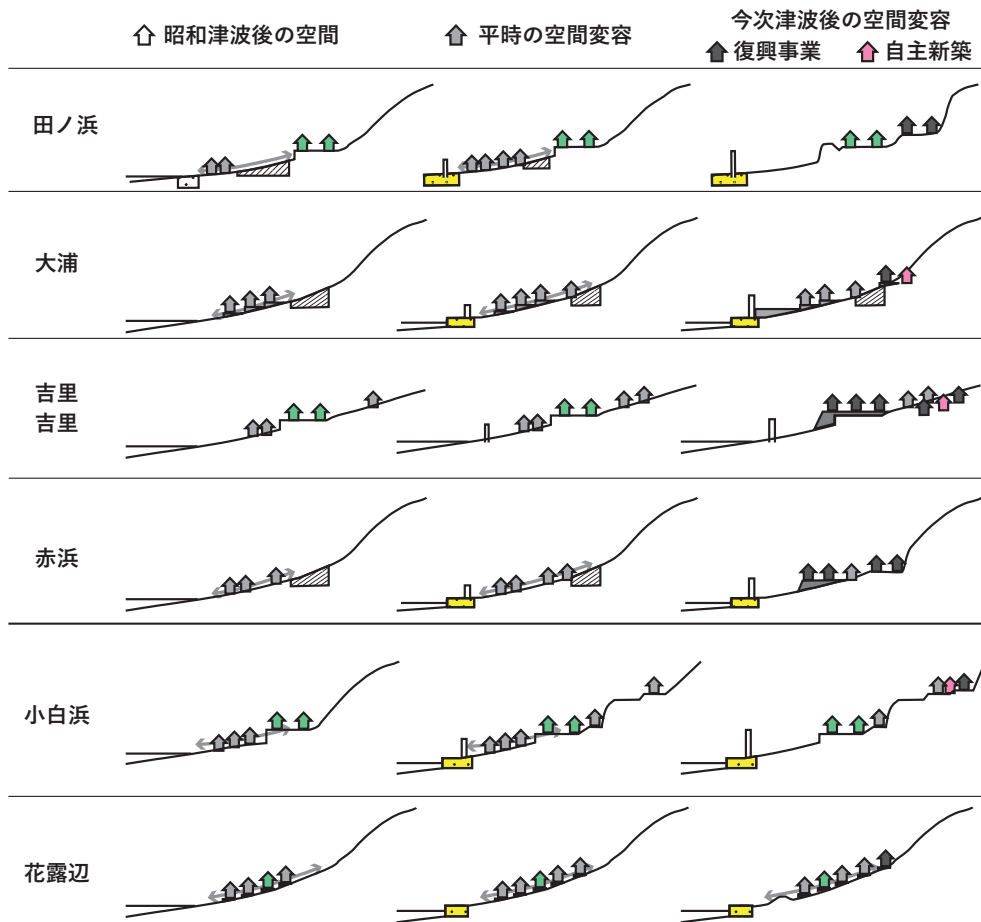 昭和津波後の空間
平時の空間変容
今次津波後の空間変容
復興事業 自主新築
田ノ浜
大浦
吉里
吉里
赤浜
小白浜
花露辺